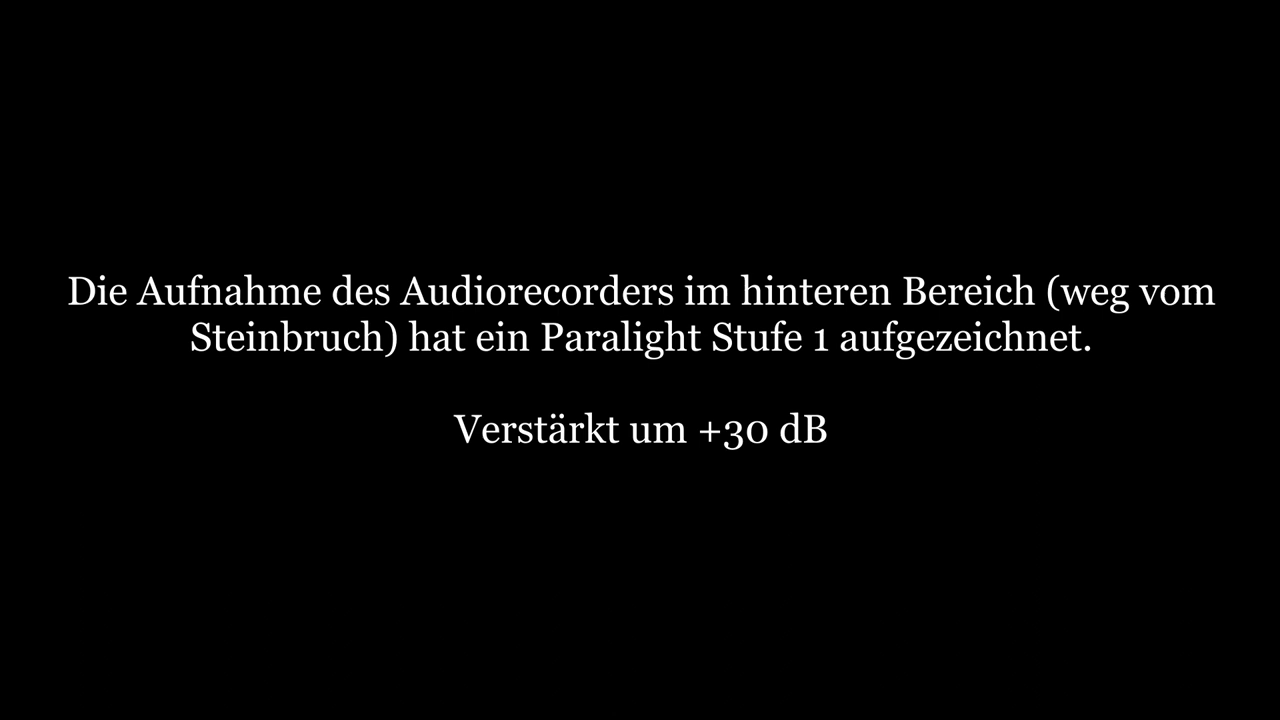 Die Aufnahme des Audiorecorders im hinteren Bereich (weg vom
Steinbruch) hat ein Paralight Stufe 1 aufgezeichnet.
Verstärkt um +30 dB